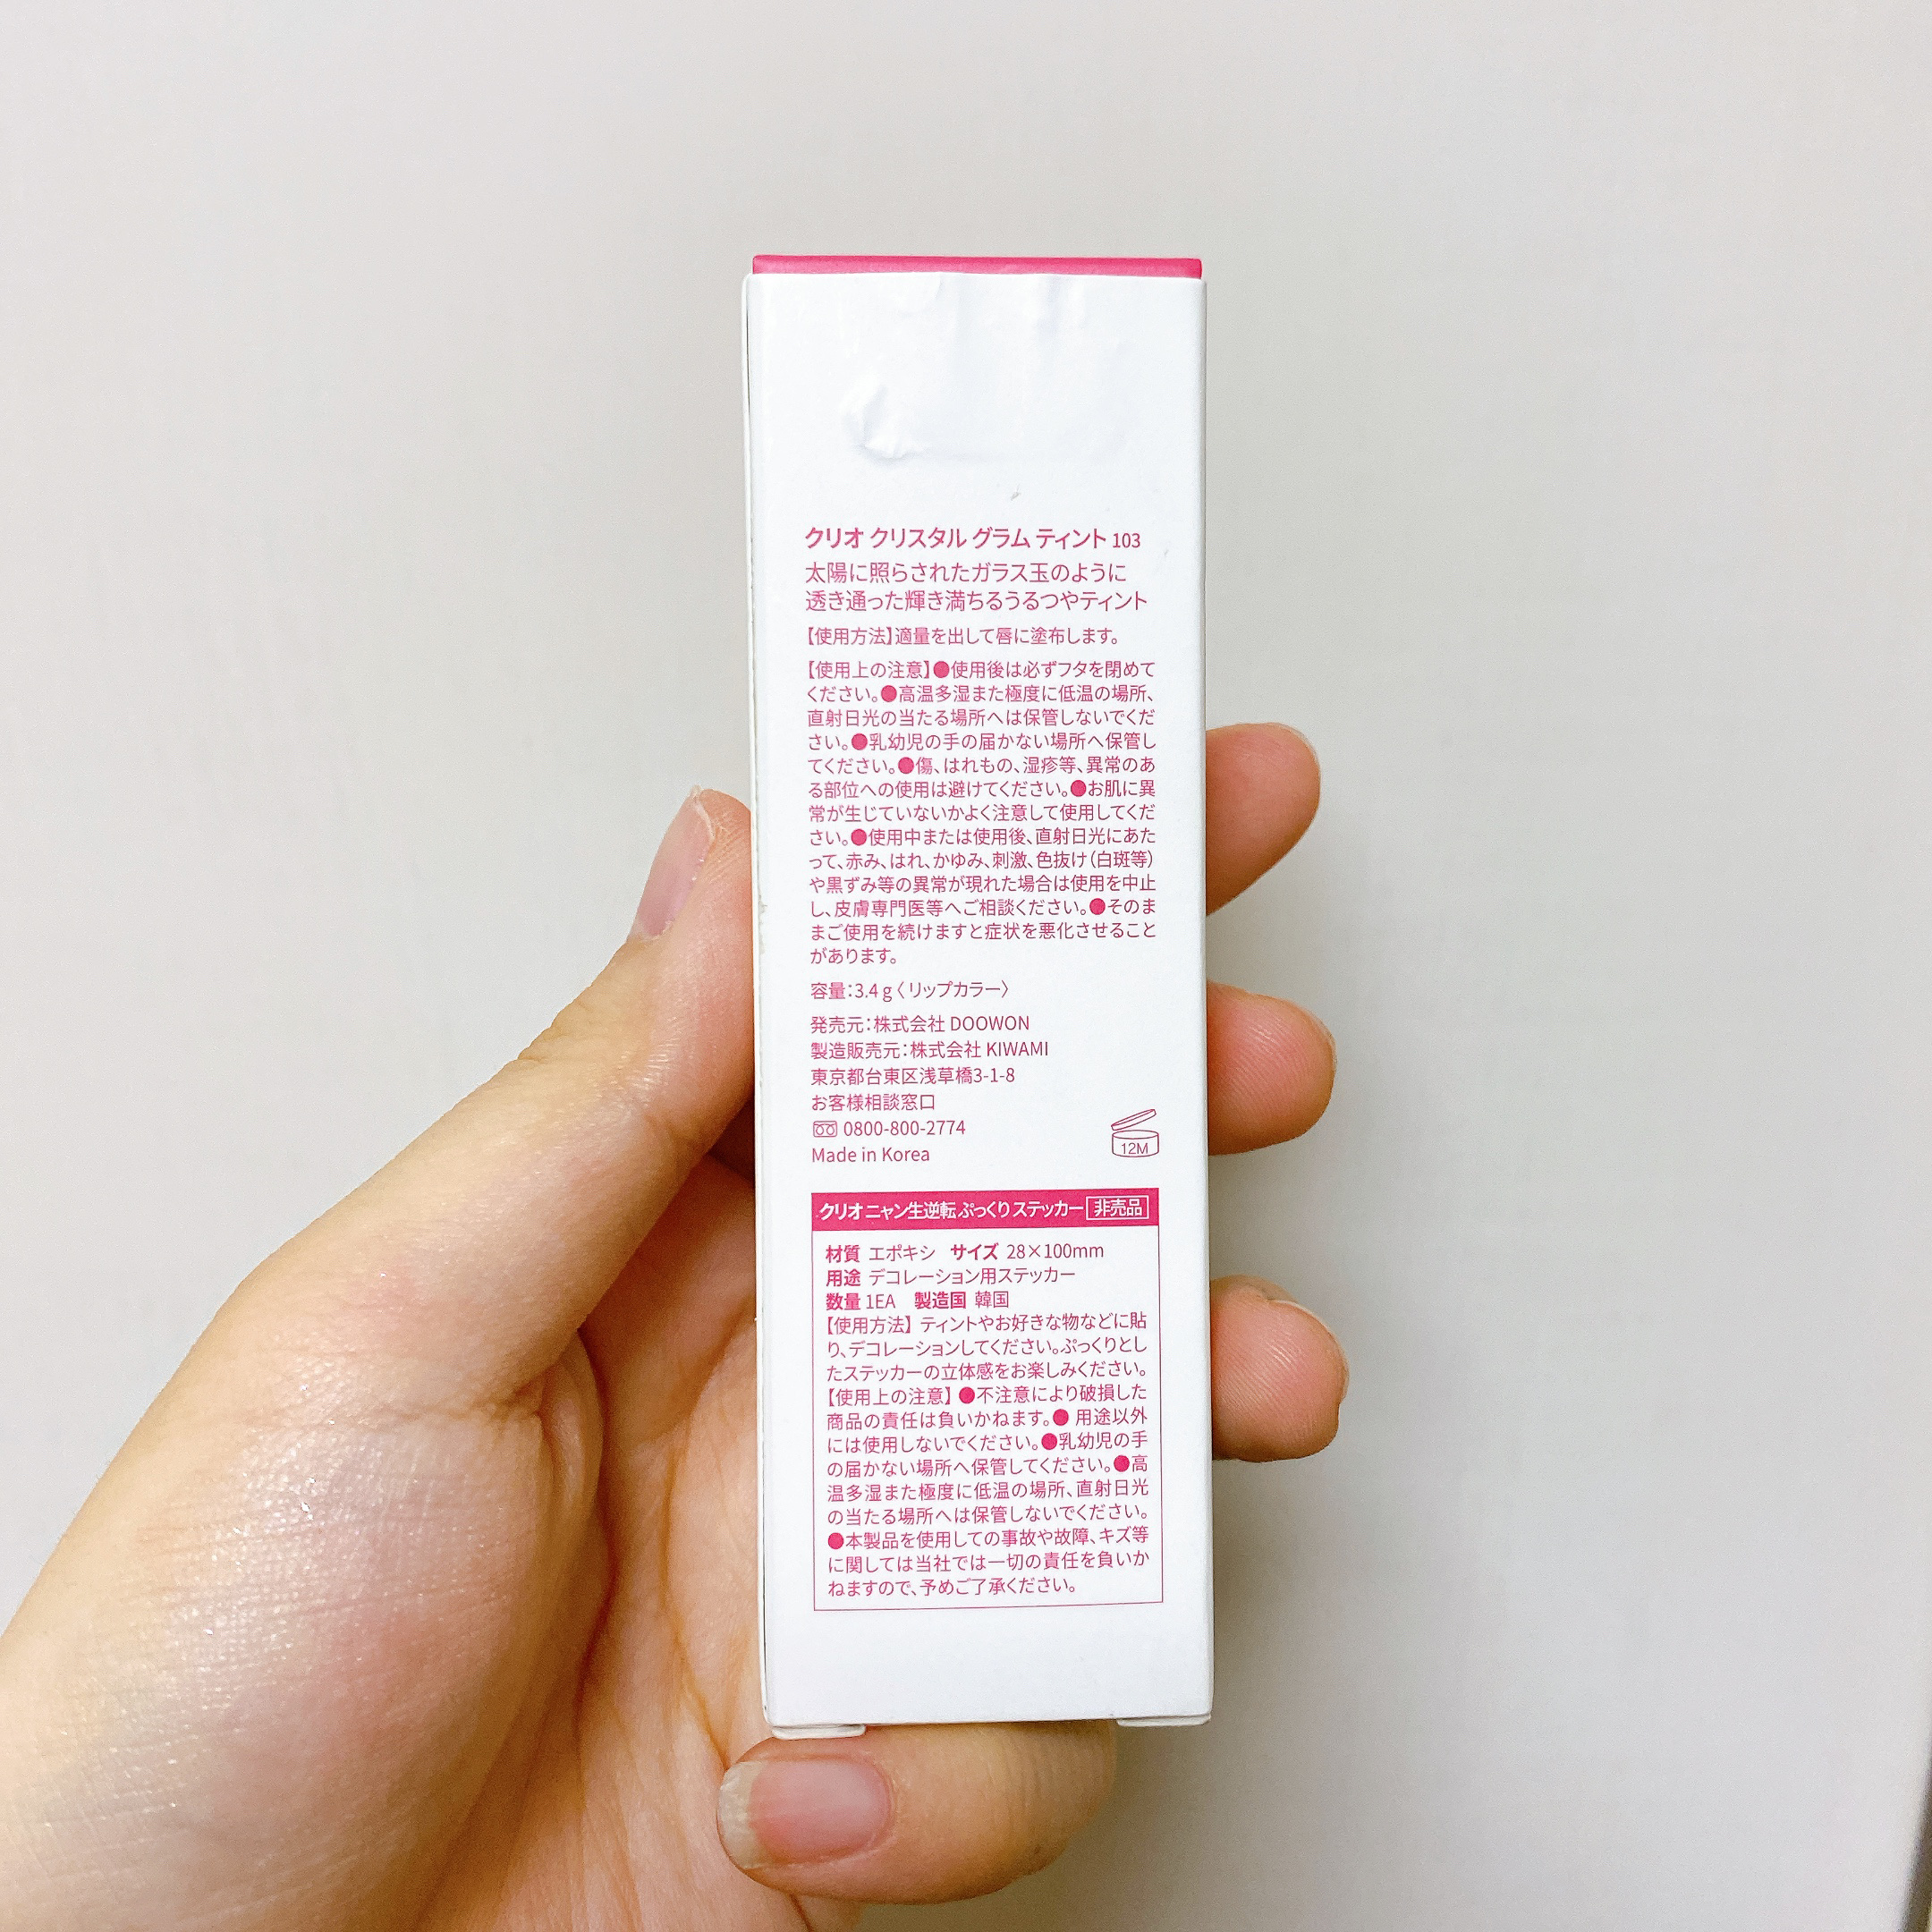 クリオ クリスタル グラム ティント 103
太陽に照らされたガラス玉のように
透き通った輝き満ちるうるつやティント
【使用方法】適量を出して唇に塗布します。
【使用上の注意】●使用後は必ずフタを閉めて
ください。●高温多湿また極度に低温の場所、
直射日光の当たる場所へは保管しないでくだ
さい。●乳幼児の手の届かない場所へ保管し
てください。●傷、はれもの、湿疹等、異常のあ
る部位への使用は避けてください。●お肌に異
常が生じていないかよく注意して使用してくだ
さい。●使用中または使用後、直射日光にあた
って、赤み、はれ、かゆみ、刺激、色抜け(白斑等)
や黒ずみ等の異常が現れた場合は使用を中止
し、皮膚専門医等へご相談ください。●そのま
まご使用を続けますと症状を悪化させること
があります。
容量:3.4 g〈リップカラー〉
発売元:株式会社 DOOWON
製造販売元:株式会社 KIWAMI
東京都台東区浅草橋3-1-8
お客様相談窓口
0800-800-2774
Made in Korea
12M
クリオ ニャン生逆転 ぷっくり ステッカー 非売品
材質 エポキシ サイズ 28×100mm
用途 デコレーション用ステッカー
数量 1EA 製造国 韓国
【使用方法】 ティントやお好きな物などに貼
り、デコレーションしてください。ぷっくりとし
たステッカーの立体感をお楽しみください。
【使用上の注意】 ●不注意により破損した
商品の責任は負いかねます。● 用途以外
には使用しないでください。●乳幼児の手
の届かない場所へ保管してください。●高
温多湿また極度に低温の場所、直射日光
の当たる場所へは保管しないでください。
●本製品を使用しての事故や故障、キズ等
に関しては当社では一切の責任を負いか
ねますので、予めご了承ください。